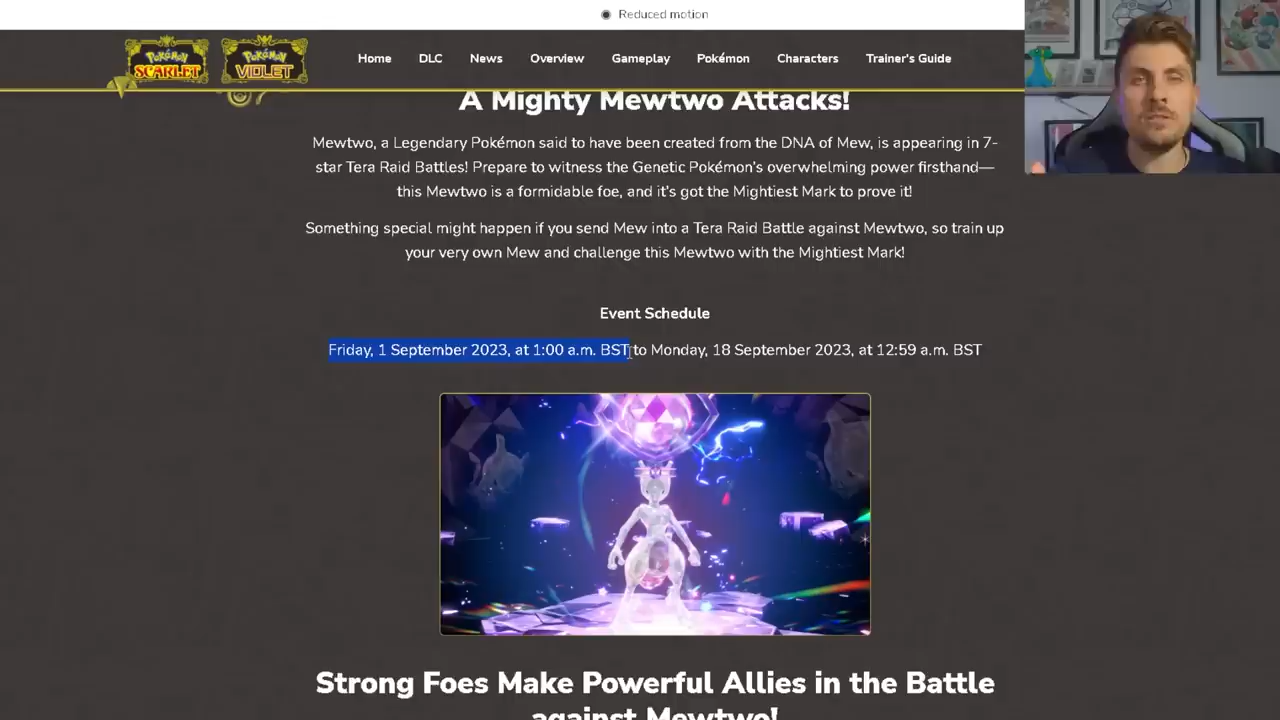 Reduced motion
Pokémon SCARLET
Pokémon VIOLET
Home DLC News Overview Gameplay Pokémon Characters Trainer's Guide
A Mighty Mewtwo Attacks!
Mewtwo, a Legendary Pokémon said to have been created from the DNA of Mew, is appearing in 7-
star Tera Raid Battles! Prepare to witness the Genetic Pokémon's overwhelming power firsthand—
this Mewtwo is a formidable foe, and it's got the Mightiest Mark to prove it!
Something special might happen if you send Mew into a Tera Raid Battle against Mewtwo, so train up
your very own Mew and challenge this Mewtwo with the Mightiest Mark!
Event Schedule
Friday, 1 September 2023, at 1:00 a.m. BST to Monday, 18 September 2023, at 12:59 a.m. BST
Strong Foes Make Powerful Allies in the Battle
against Mewtwo!